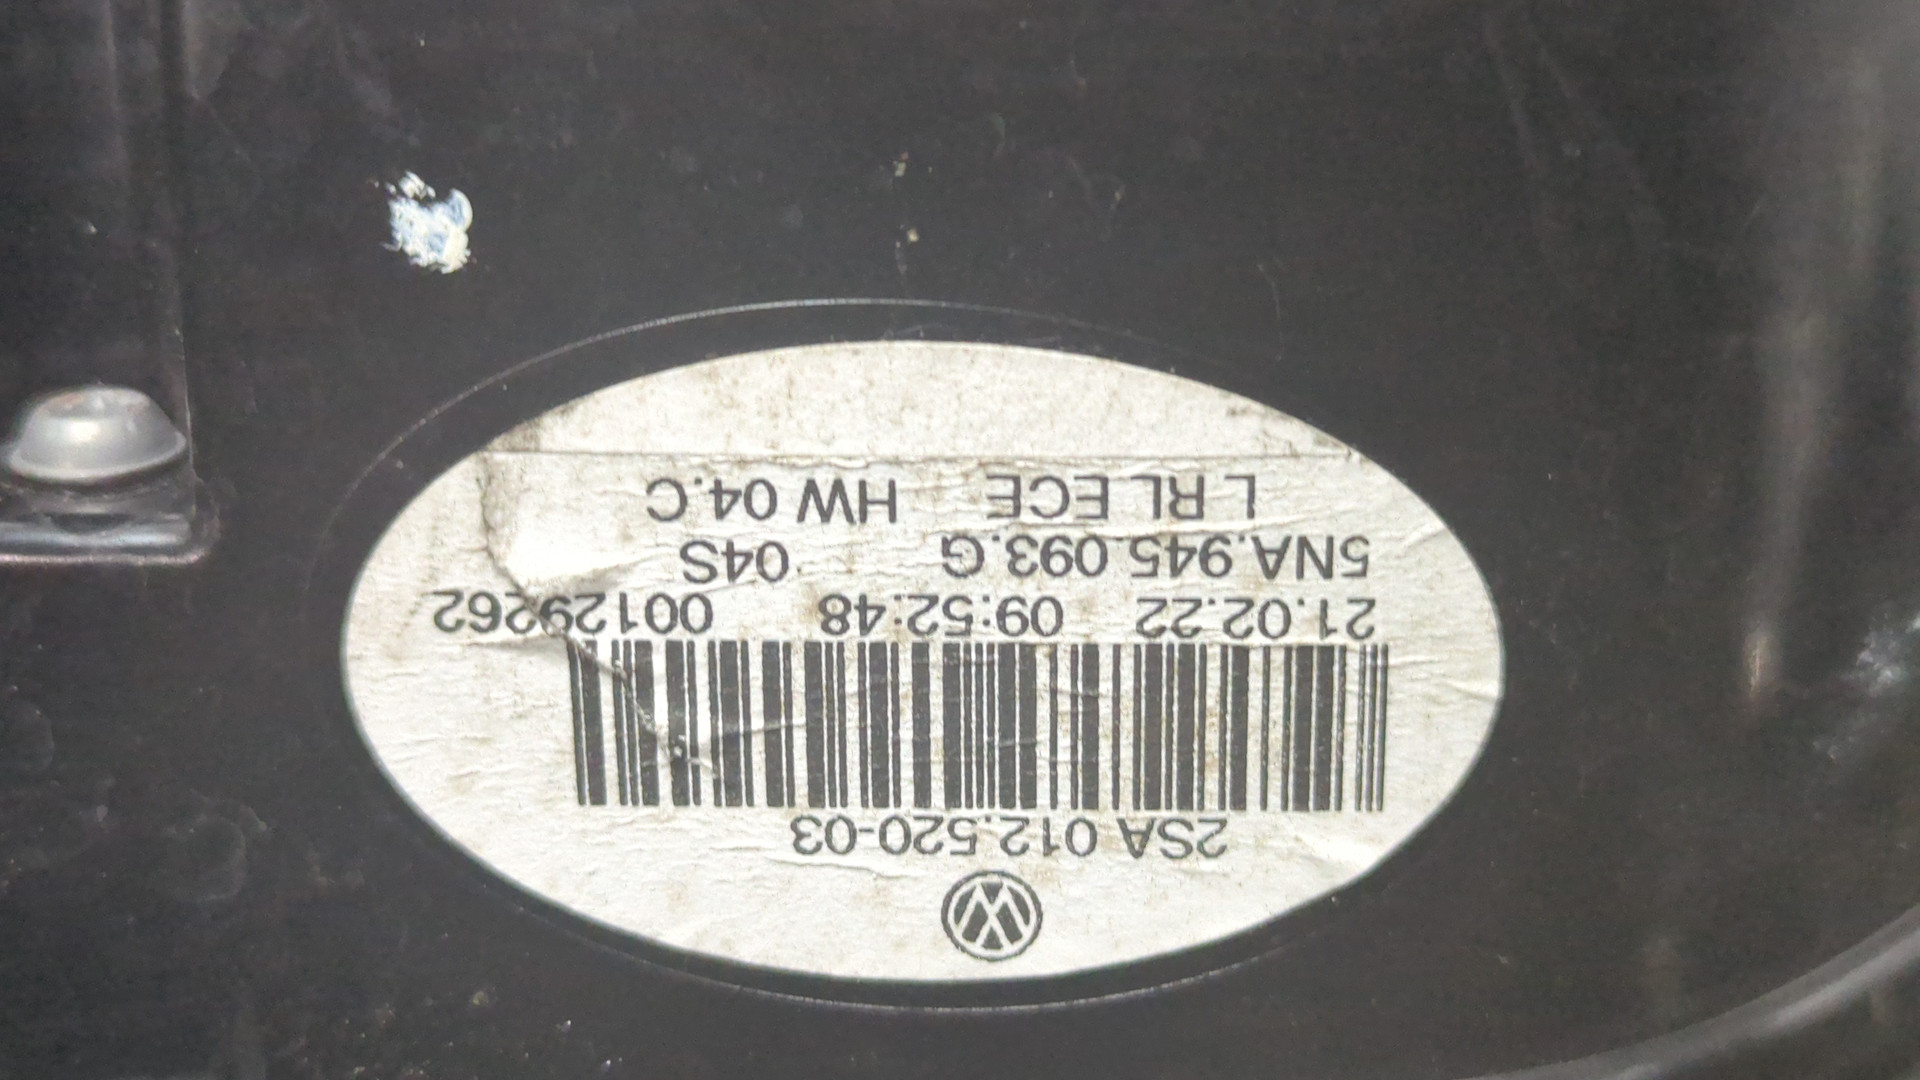 2SA 012.520-03
21.02.22 09:52:48 00129262
5NA.945.093.G 04S
L RL ECE HW 04.C